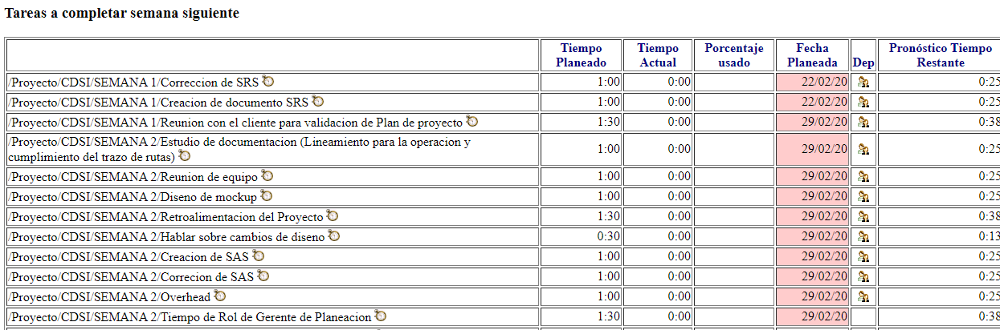 Tareas a completar semana siguiente
Tiempo Planeado Tiempo Actual Porcentaje usado Fecha Planeada Dep Pronóstico Tiempo Restante
/Proyecto/CDSI/SEMANA 1/Correccion de SRS 1:00 0:00 22/02/20 0:25
/Proyecto/CDSI/SEMANA 1/Creacion de documento SRS 1:00 0:00 22/02/20 0:25
/Proyecto/CDSI/SEMANA 1/Reunion con el cliente para validacion de Plan de proyecto 1:30 0:00 29/02/20 0:38
/Proyecto/CDSI/SEMANA 2/Estudio de documentacion (Lineamiento para la operacion y
cumplimiento del trazo de rutas) 1:00 0:00 29/02/20 0:25
/Proyecto/CDSI/SEMANA 2/Reunion de equipo 1:00 0:00 29/02/20 0:25
/Proyecto/CDSI/SEMANA 2/Diseno de mockup 1:00 0:00 29/02/20 0:25
/Proyecto/CDSI/SEMANA 2/Retroalimentacion del Proyecto 1:30 0:00 29/02/20 0:38
/Proyecto/CDSI/SEMANA 2/Hablar sobre cambios de diseno 0:30 0:00 29/02/20 0:13
/Proyecto/CDSI/SEMANA 2/Creacion de SAS 1:00 0:00 29/02/20 0:25
/Proyecto/CDSI/SEMANA 2/Correcion de SAS 1:00 0:00 29/02/20 0:25
/Proyecto/CDSI/SEMANA 2/Overhead 1:00 0:00 29/02/20 0:25
/Proyecto/CDSI/SEMANA 2/Tiempo de Rol de Gerente de Planeacion 1:30 0:00 29/02/20 0:38